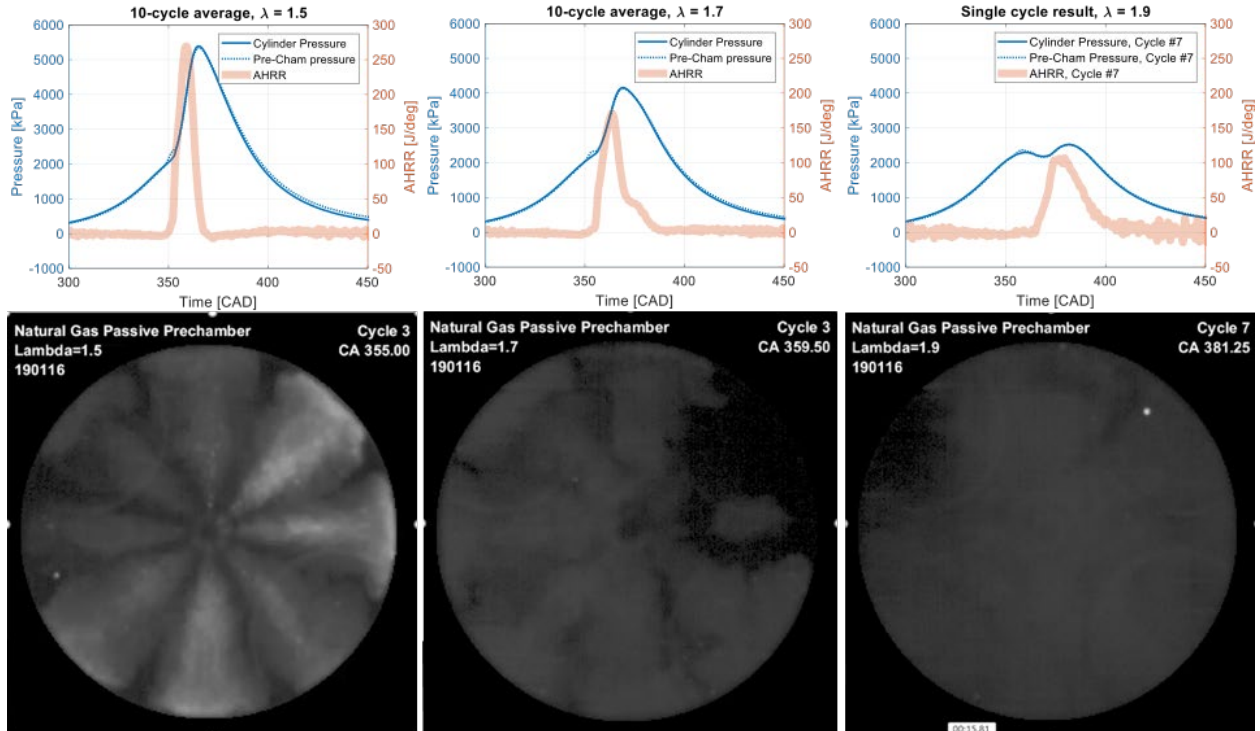 10-cycle average, λ = 1.5
6000
5000
4000
3000
2000
1000
0
-1000
Pressure [kPa]
300
350
400
450
Time [CAD]
300
250
200
150
100
50
0
-50
AHRR [J/deg]
Cylinder Pressure
Pre-Cham pressure
AHRR
10-cycle average, λ = 1.7
6000
5000
4000
3000
2000
1000
0
-1000
Pressure [kPa]
300
350
400
450
Time [CAD]
300
250
200
150
100
50
0
-50
AHRR [J/deg]
Cylinder Pressure
Pre-Cham pressure
AHRR
Single cycle result, λ = 1.9
6000
5000
4000
3000
2000
1000
0
-1000
Pressure [kPa]
300
350
400
450
Time [CAD]
300
250
200
150
100
50
0
-50
AHRR [J/deg]
Cylinder Pressure, Cycle #7
Pre-Cham Pressure, Cycle #7
AHRR, Cycle #7
Natural Gas Passive Prechamber
Cycle 3
Lambda=1.5
CA 355.00
190116
Natural Gas Passive Prechamber
Cycle 3
Lambda=1.7
CA 359.50
190116
Natural Gas Passive Prechamber
Cycle 7
Lambda=1.9
CA 381.25
190116
00:15.81